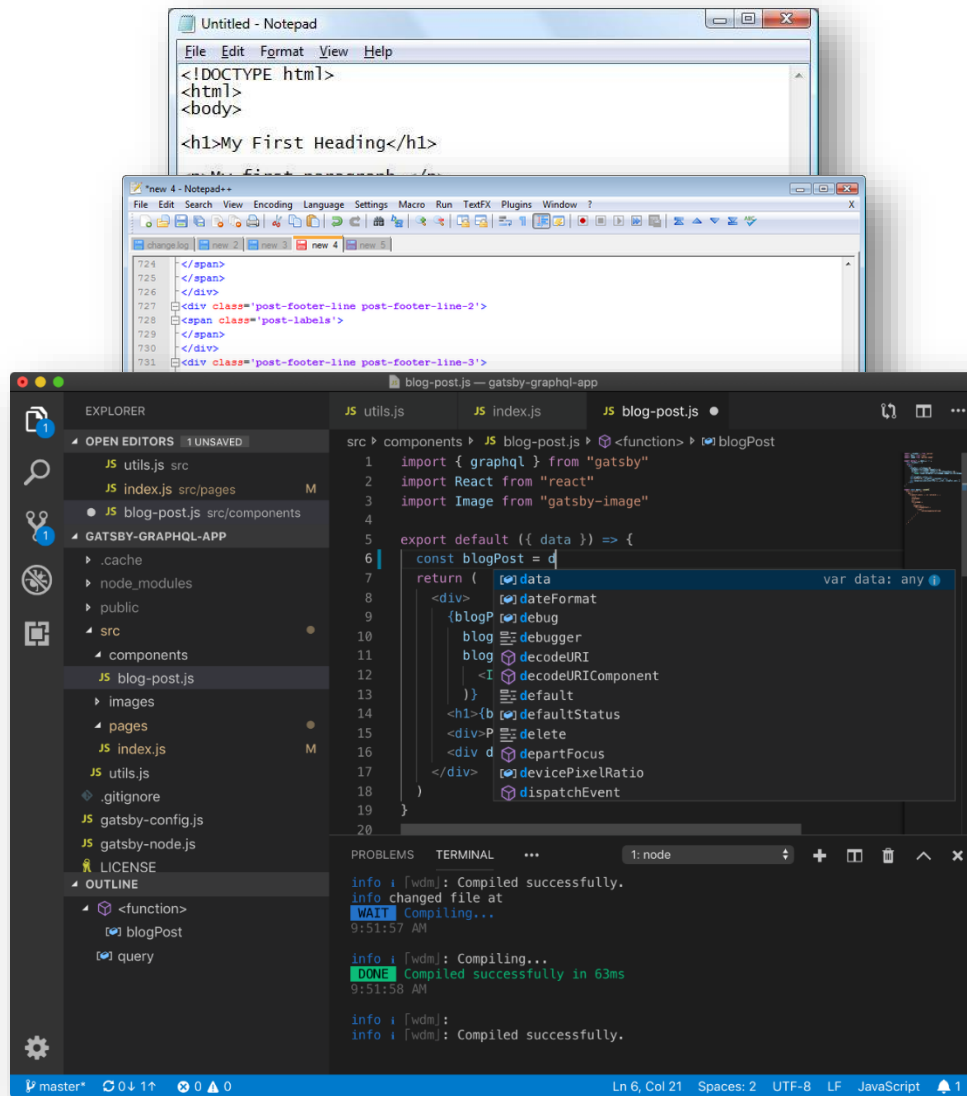 Untitled - Notepad
File Edit Format View Help
<!DOCTYPE html>
<html>
<body>
<h1>My First Heading</h1>
*new 4 - Notepad++
File Edit Search View Encoding Language Settings Macro Run TextFX Plugins Window ? X
change.log new 2 new 3 new 4 new 5
724 </span>
725 </span>
726 </div>
727 <div class='post-footer-line post-footer-line-2'>
728 <span class='post-labels'>
729 </span>
730 </div>
731 <div class='post-footer-line post-footer-line-3'>
blog-post.js — gatsby-graphql-app
EXPLORER
OPEN EDITORS 1 UNSAVED
JS utils.js src
JS index.js src/pages M
JS blog-post.js src/components
GATSBY-GRAPHQL-APP
.cache
node_modules
public
src
components
JS blog-post.js
images
pages
JS index.js M
JS utils.js
.gitignore
JS gatsby-config.js
JS gatsby-node.js
LICENSE
OUTLINE
<function>
blogPost
query
1
1
JS utils.js JS index.js JS blog-post.js
src components JS blog-post.js <function> blogPost
1 import { graphql } from "gatsby"
2 import React from "react"
3 import Image from "gatsby-image"
4
5 export default ({ data }) => {
6 const blogPost = d
7 return (
8 <div>
9 {blogP
10 blog
11 blog
12 <I
13 )}
14 <h1>{b
15 <div>P
16 <div d
17 </div>
18 )
19 }
20
data var data: any
dateFormat
debug
debugger
decodeURI
decodeURIComponent
default
defaultStatus
delete
departFocus
devicePixelRatio
dispatchEvent
PROBLEMS TERMINAL ••• 1: node
info i [wdm]: Compiled successfully.
info changed file at
WAIT Compiling...
9:51:57 AM
info i [wdm]: Compiling...
DONE Compiled successfully in 63ms
9:51:58 AM
info i [wdm]:
info i [wdm]: Compiled successfully.
master* 0↓ 1↑ 0 0 Ln 6, Col 21 Spaces: 2 UTF-8 LF JavaScript 1